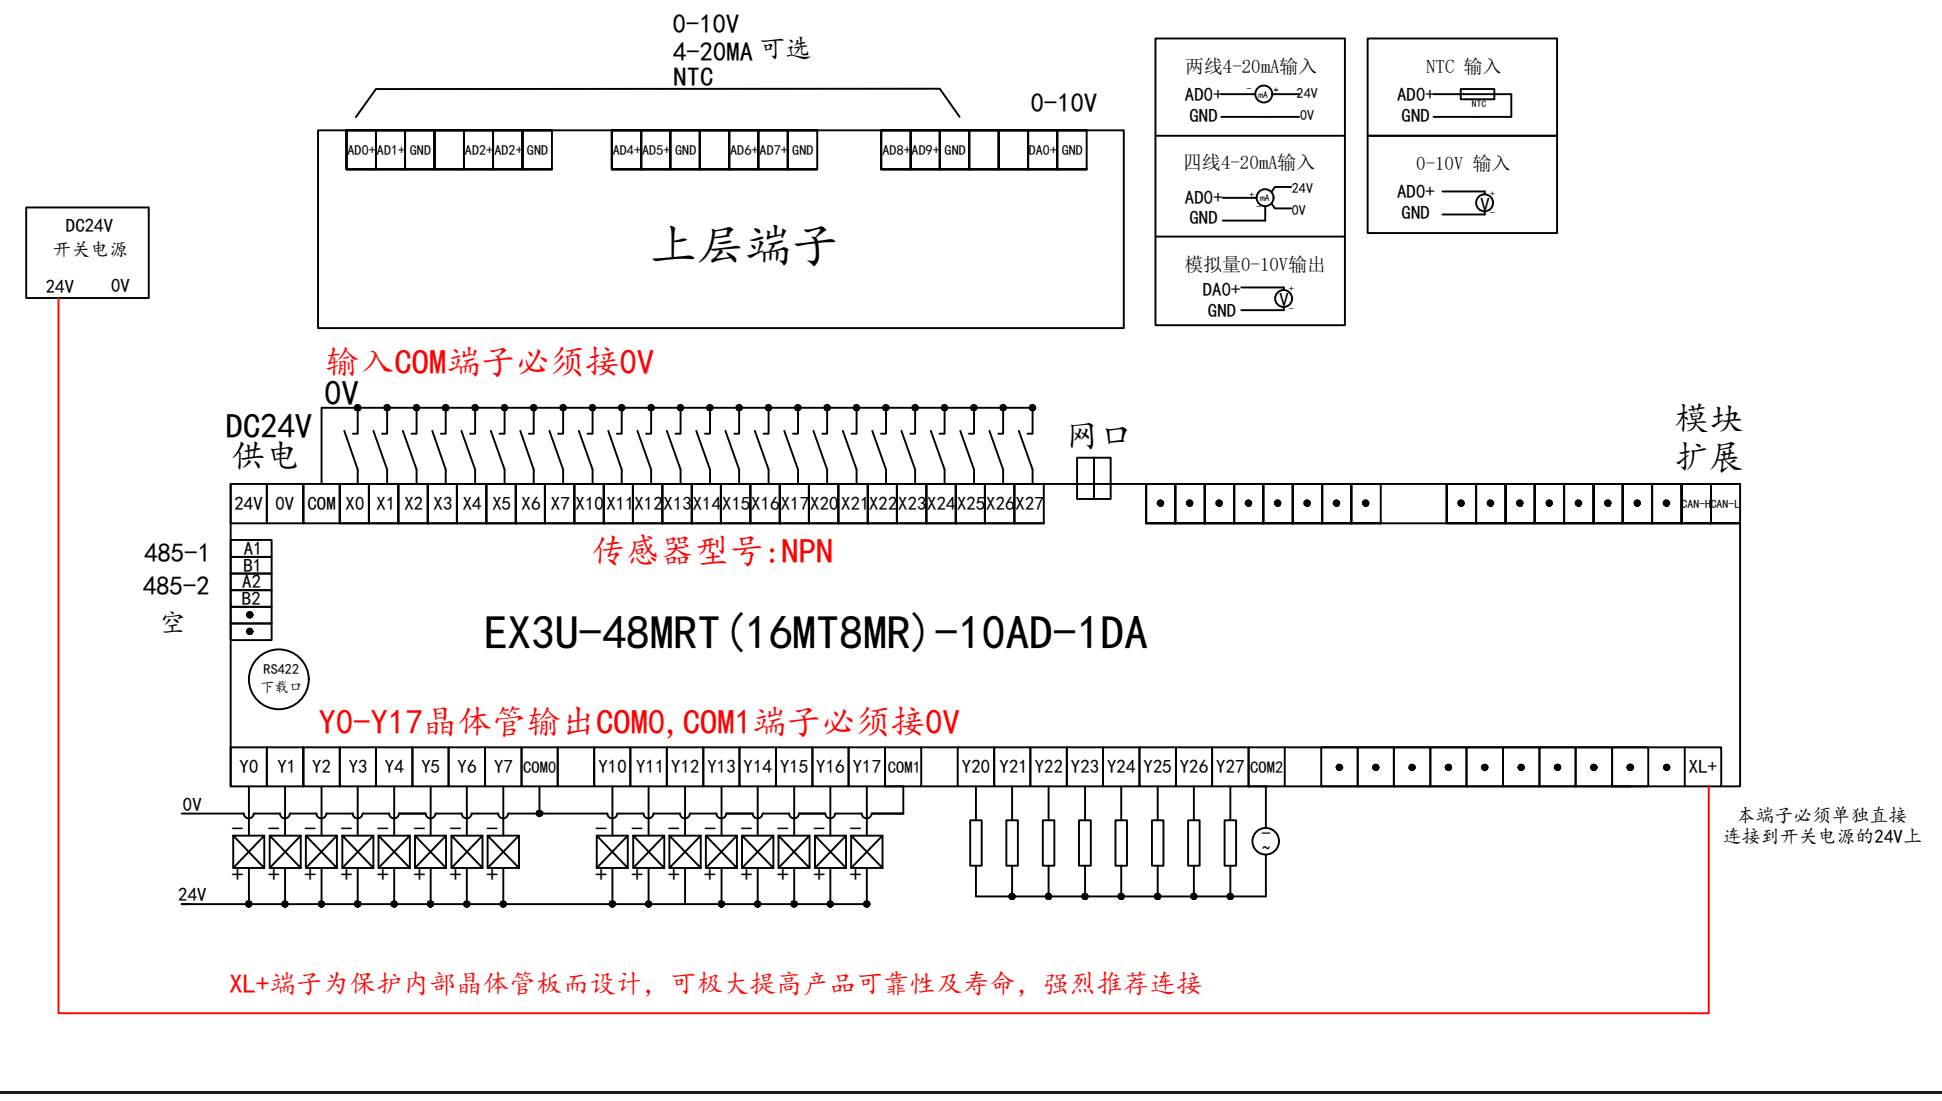 0-10V
4-20MA 可选
NTC
0-10V
AD0+ AD1+ GND AD2+ AD2+ GND AD4+ AD5+ GND AD6+ AD7+ GND AD8+ AD9+ GND DA0+ GND
上层端子
两线4-20mA输入
AD0+ - mA + 24V
GND 0V
四线4-20mA输入
AD0+ + mA 24V
GND - 0V
模拟量0-10V输出
DA0+ V +
GND -
NTC 输入
AD0+ NTC
GND
0-10V 输入
AD0+ V +
GND -
DC24V
开关电源
24V 0V
输入COM端子必须接0V
0V
DC24V
供电
网口
模块
扩展
24V 0V COM X0 X1 X2 X3 X4 X5 X6 X7 X10 X11 X12 X13 X14 X15 X16 X17 X20 X21 X22 X23 X24 X25 X26 X27 CAN-H CAN-L
传感器型号:NPN
485-1 A1
B1
485-2 A2
B2
空
EX3U-48MRT(16MT8MR)-10AD-1DA
RS422
下载口
Y0-Y17晶体管输出COM0,COM1端子必须接0V
Y0 Y1 Y2 Y3 Y4 Y5 Y6 Y7 COM0 Y10 Y11 Y12 Y13 Y14 Y15 Y16 Y17 COM1 Y20 Y21 Y22 Y23 Y24 Y25 Y26 Y27 COM2 XL+
0V
- - - - - - - - - - - - - - - -
+ + + + + + + + + + + + + + + +
24V
~
本端子必须单独直接
连接到开关电源的24V上
XL+端子为保护内部晶体管板而设计，可极大提高产品可靠性及寿命，强烈推荐连接